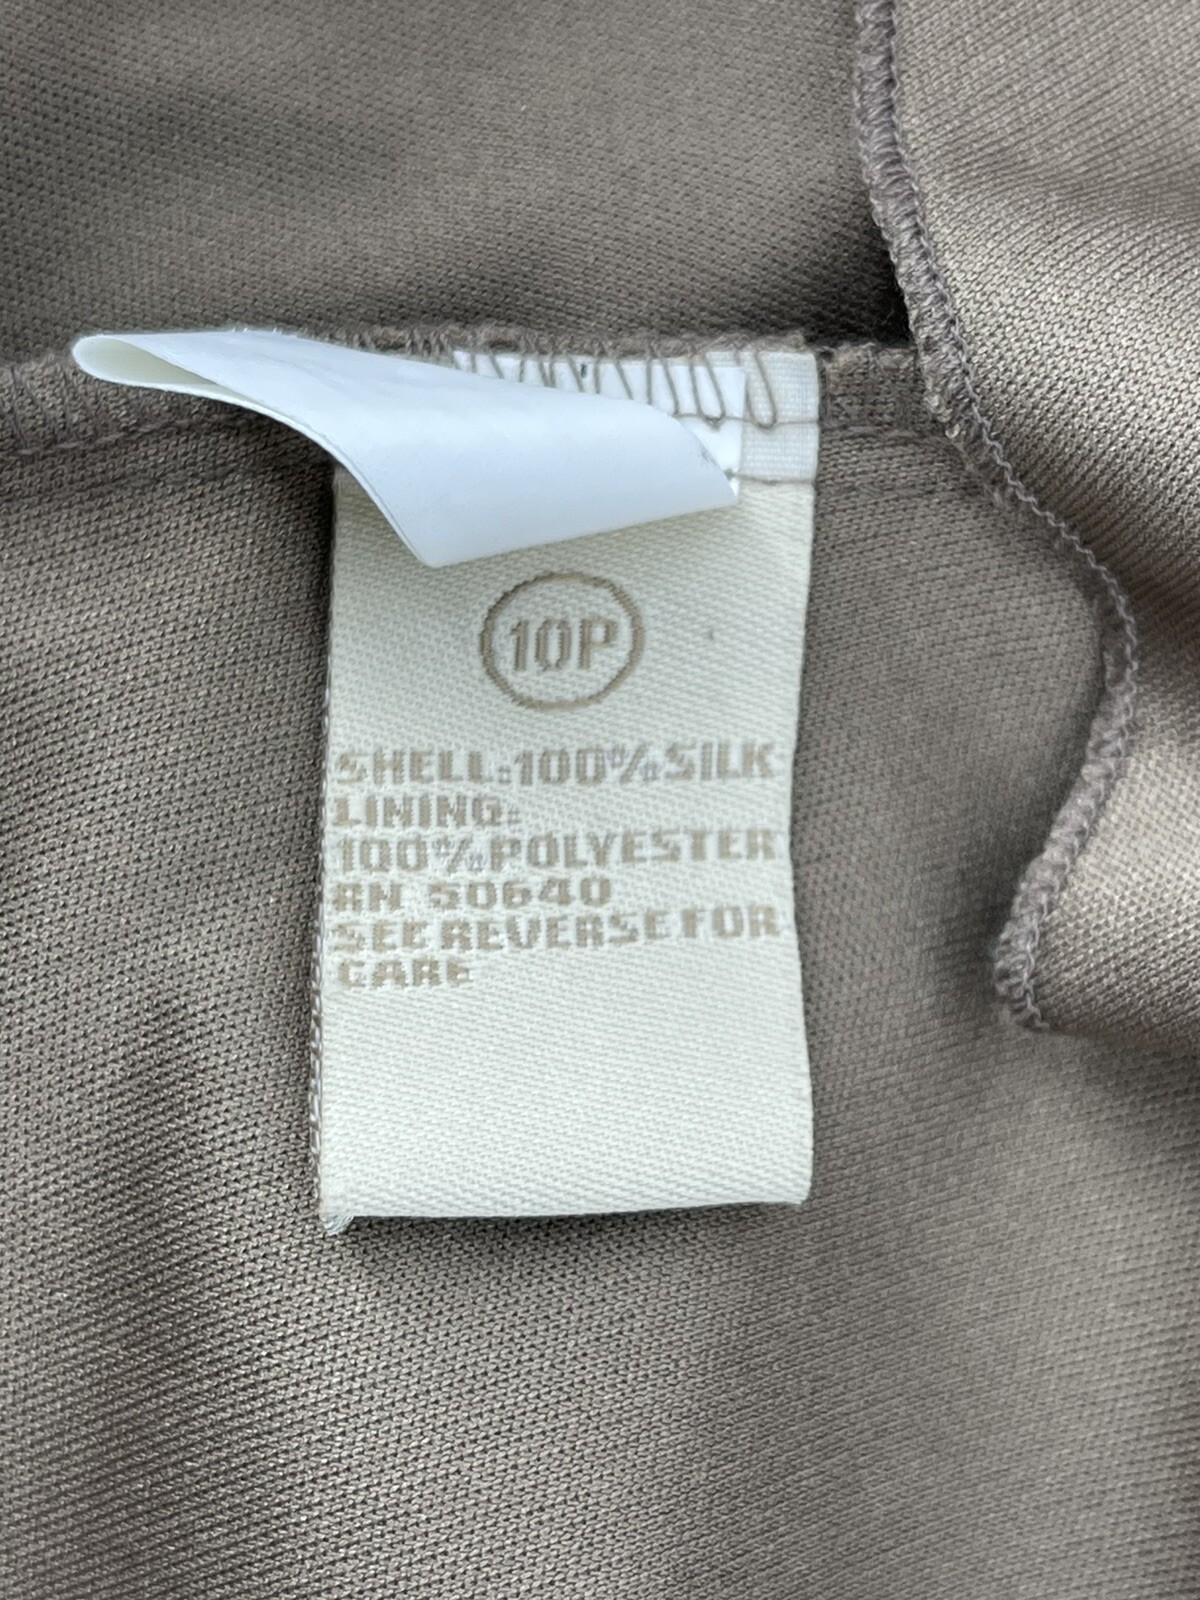 10P
SHELL:100%SILK
LINING:
100%POLYESTER
RN 50640
SEE REVERSE FOR
CARE